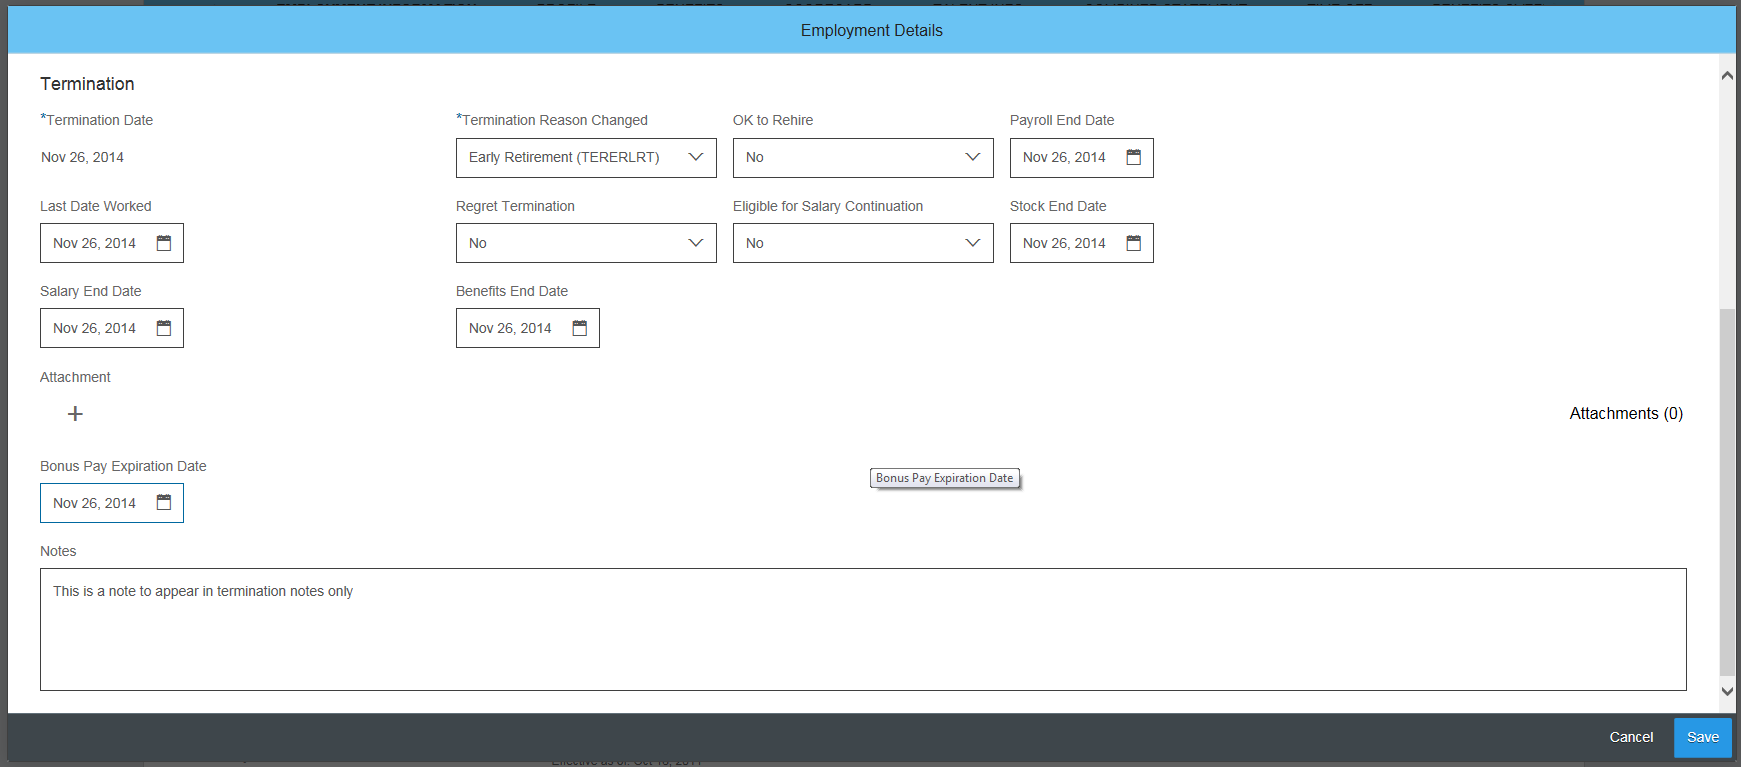 Employment Details
Termination
*Termination Date
*Termination Reason Changed
OK to Rehire
Payroll End Date
Nov 26, 2014
Early Retirement (TERERLRT)
No
Nov 26, 2014
Last Date Worked
Regret Termination
Eligible for Salary Continuation
Stock End Date
Nov 26, 2014
No
No
Nov 26, 2014
Salary End Date
Benefits End Date
Nov 26, 2014
Nov 26, 2014
Attachment
Attachments (0)
Bonus Pay Expiration Date
Bonus Pay Expiration Date
Nov 26, 2014
Notes
This is a note to appear in termination notes only
Cancel
Save